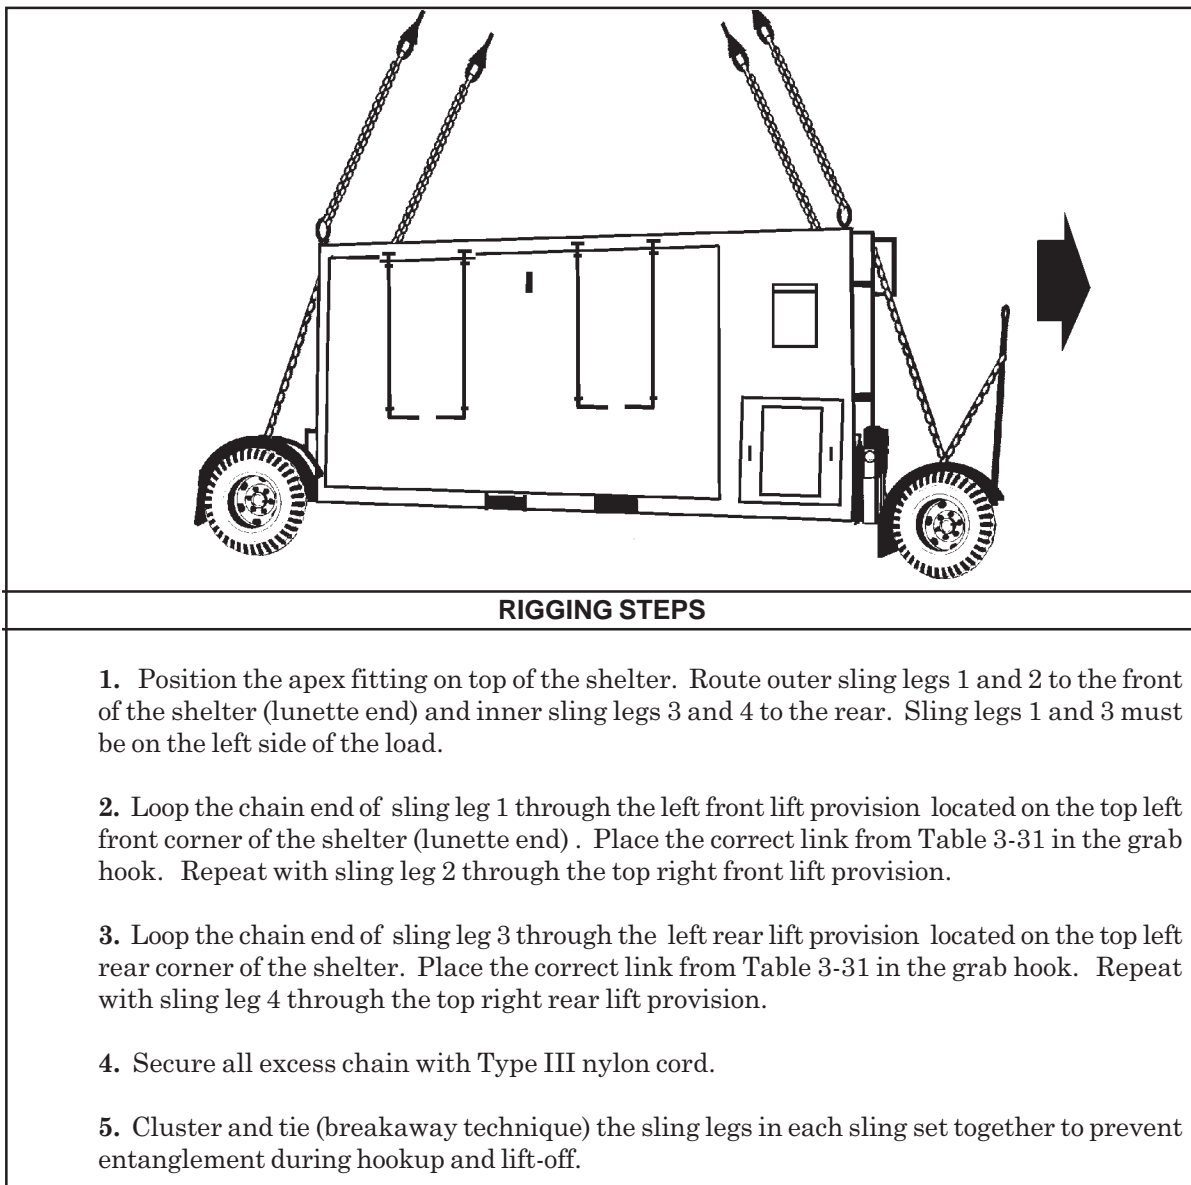 RIGGING STEPS
1. Position the apex fitting on top of the shelter. Route outer sling legs 1 and 2 to the front
of the shelter (lunette end) and inner sling legs 3 and 4 to the rear. Sling legs 1 and 3 must
be on the left side of the load.
2. Loop the chain end of sling leg 1 through the left front lift provision located on the top left
front corner of the shelter (lunette end) . Place the correct link from Table 3-31 in the grab
hook. Repeat with sling leg 2 through the top right front lift provision.
3. Loop the chain end of sling leg 3 through the left rear lift provision located on the top left
rear corner of the shelter. Place the correct link from Table 3-31 in the grab hook. Repeat
with sling leg 4 through the top right rear lift provision.
4. Secure all excess chain with Type III nylon cord.
5. Cluster and tie (breakaway technique) the sling legs in each sling set together to prevent
entanglement during hookup and lift-off.